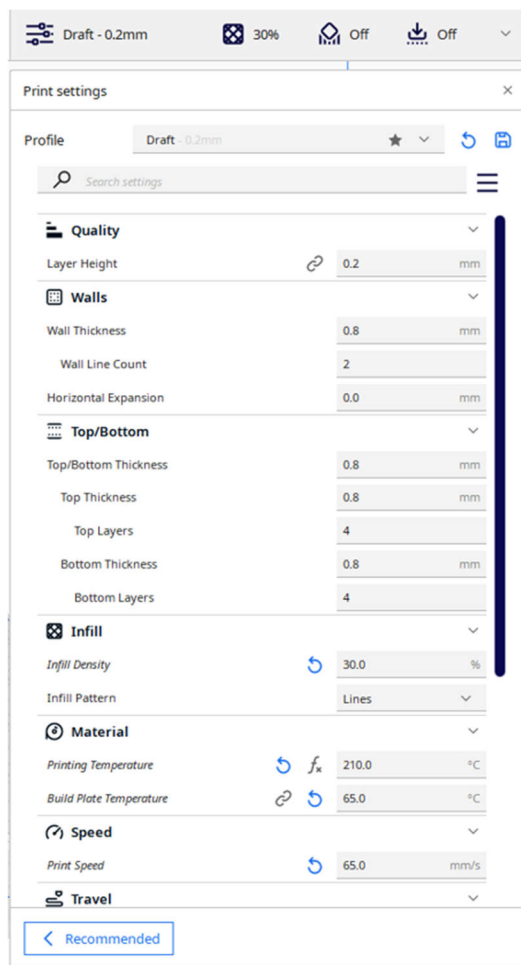 Draft - 0.2mm 30% Off Off
Print settings
Profile Draft - 0.2mm
Search settings
Quality
Layer Height 0.2 mm
Walls
Wall Thickness 0.8 mm
Wall Line Count 2
Horizontal Expansion 0.0 mm
Top/Bottom
Top/Bottom Thickness 0.8 mm
Top Thickness 0.8 mm
Top Layers 4
Bottom Thickness 0.8 mm
Bottom Layers 4
Infill
Infill Density 30.0 %
Infill Pattern Lines
Material
Printing Temperature fx 210.0 °C
Build Plate Temperature 65.0 °C
Speed
Print Speed 65.0 mm/s
Travel
Recommended